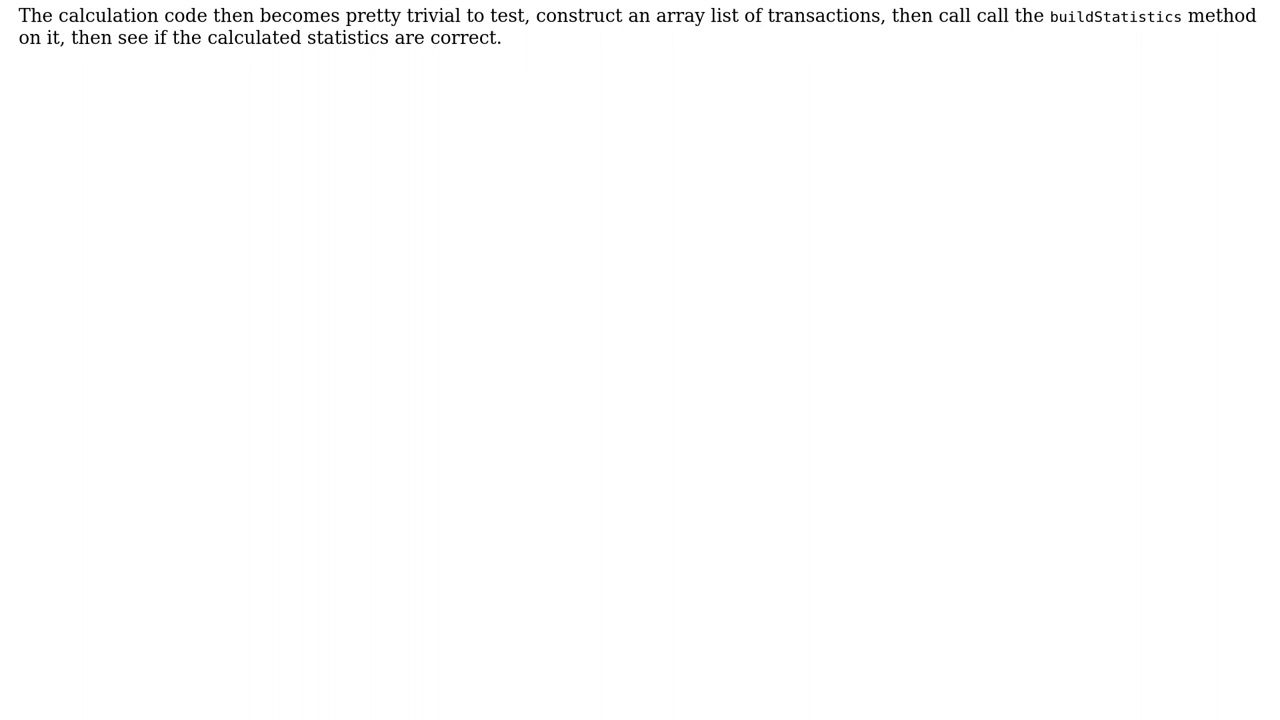 The calculation code then becomes pretty trivial to test, construct an array list of transactions, then call call the buildStatistics method
on it, then see if the calculated statistics are correct.